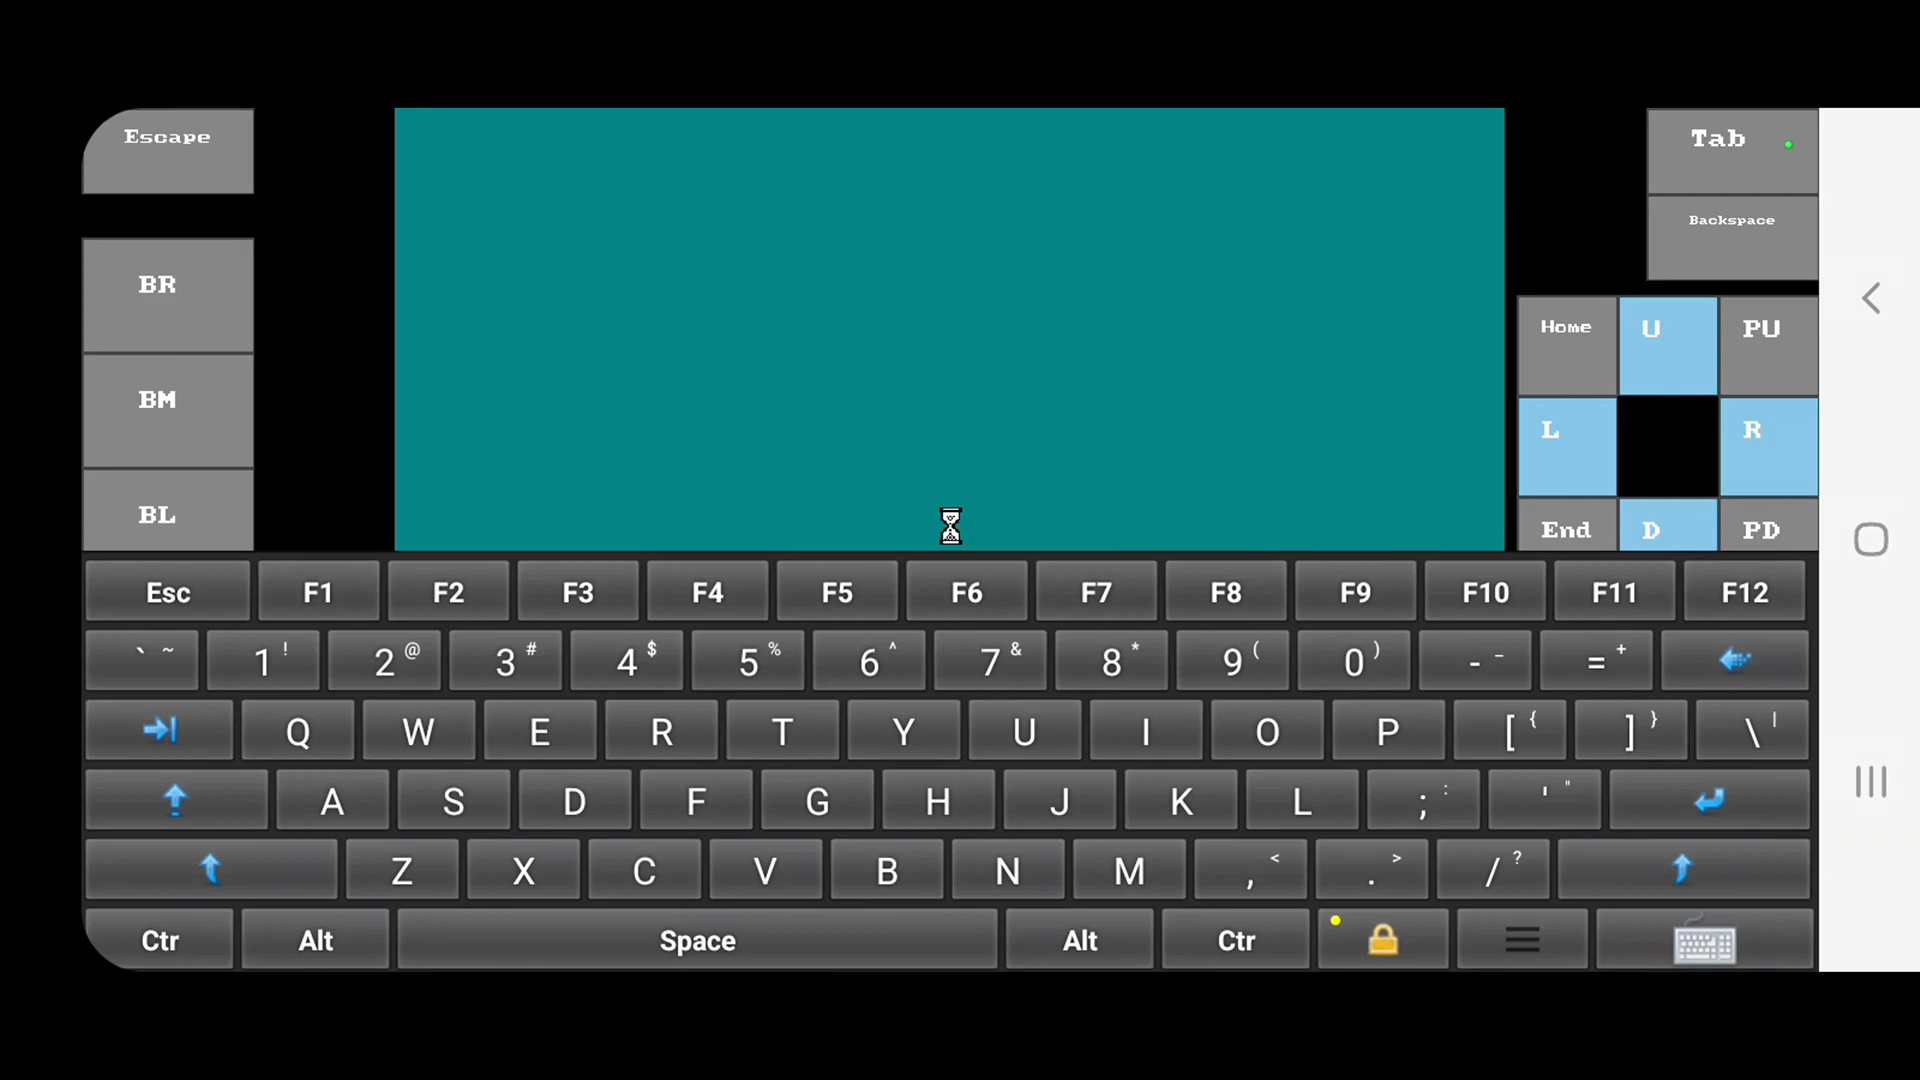 Escape
Tab
Backspace
BR
BM
BL
Home U PU
L R
End D PD
Esc F1 F2 F3 F4 F5 F6 F7 F8 F9 F10 F11 F12
` ~ 1 ! 2 @ 3 # 4 $ 5 % 6 ^ 7 & 8 * 9 ( 0 ) - _ = +
Q W E R T Y U I O P [ { ] } \ |
A S D F G H J K L ; : ' "
Z X C V B N M , < . > / ?
Ctr Alt Space Alt Ctr